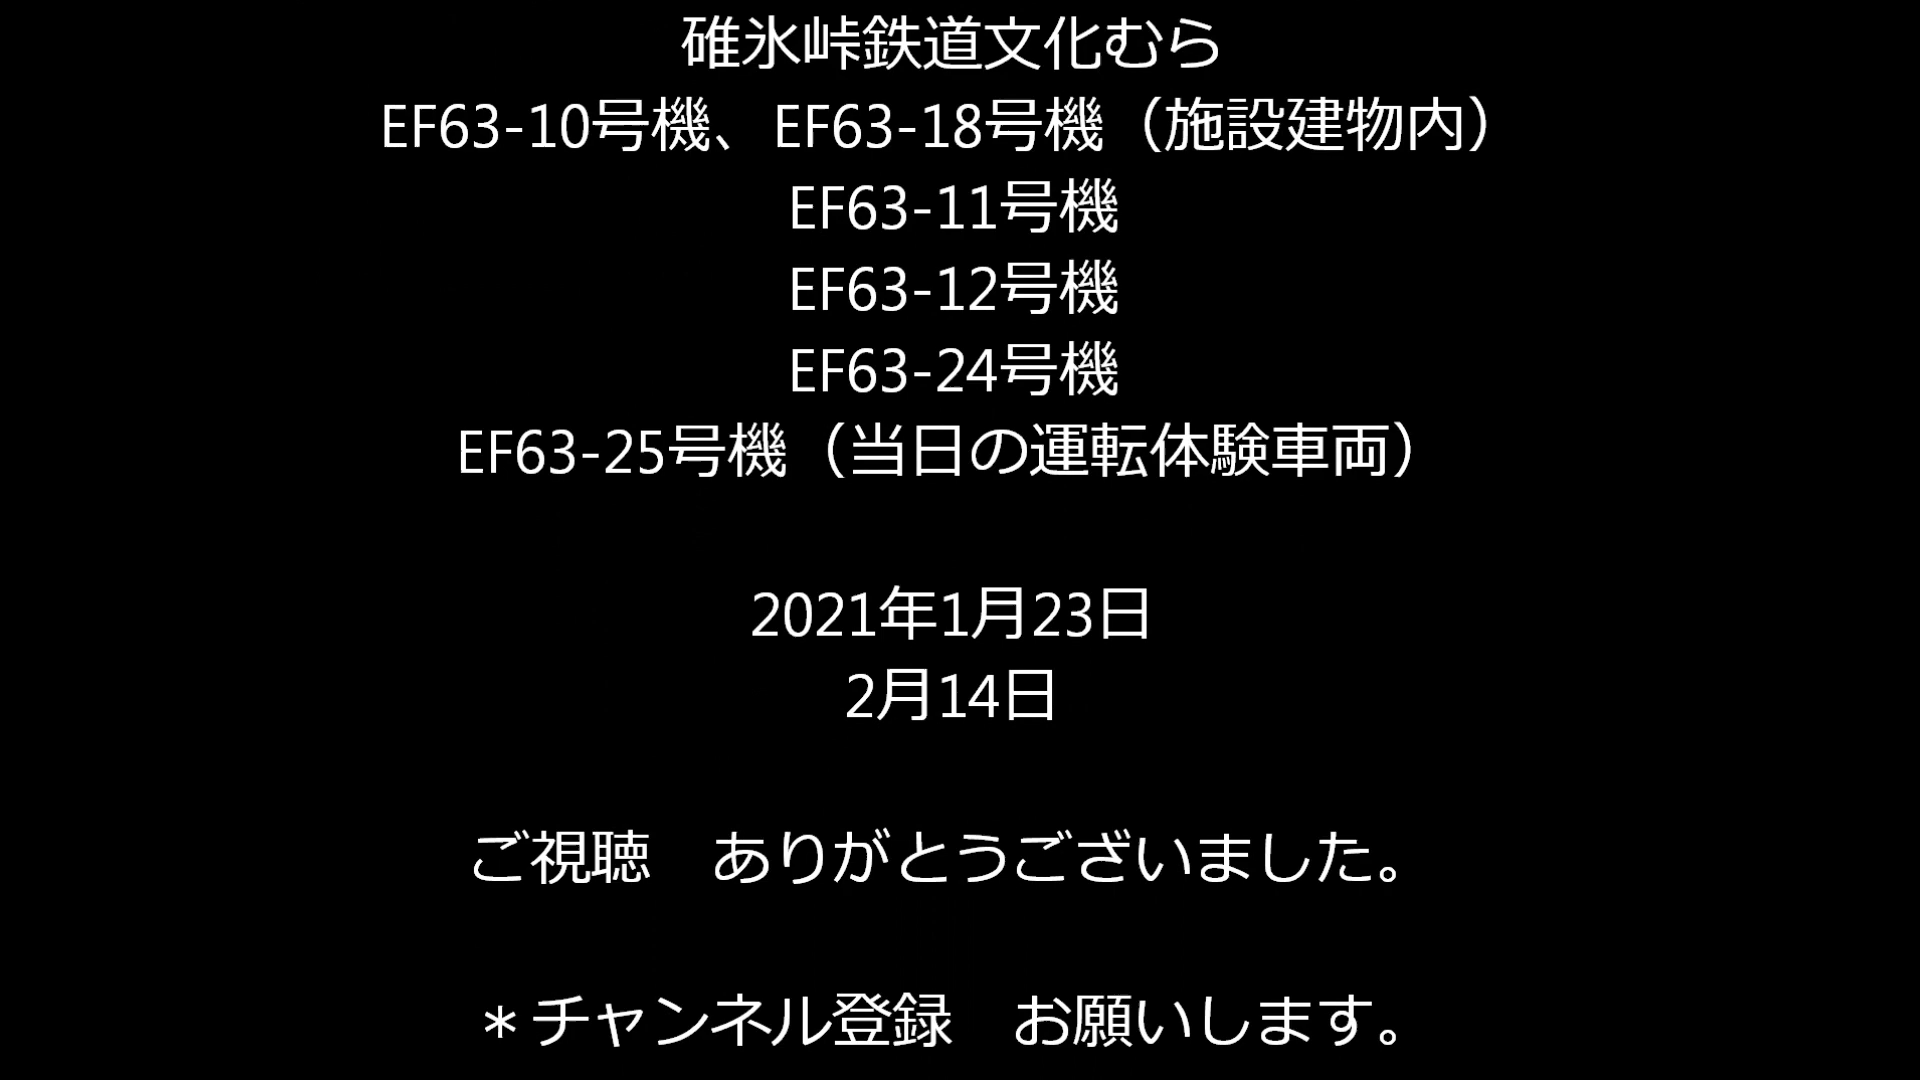 碓氷峠鉄道文化むら
EF63-10号機、EF63-18号機（施設建物内）
EF63-11号機
EF63-12号機
EF63-24号機
EF63-25号機（当日の運転体験車両）
2021年1月23日
2月14日
ご視聴　ありがとうございました。
＊チャンネル登録　お願いします。